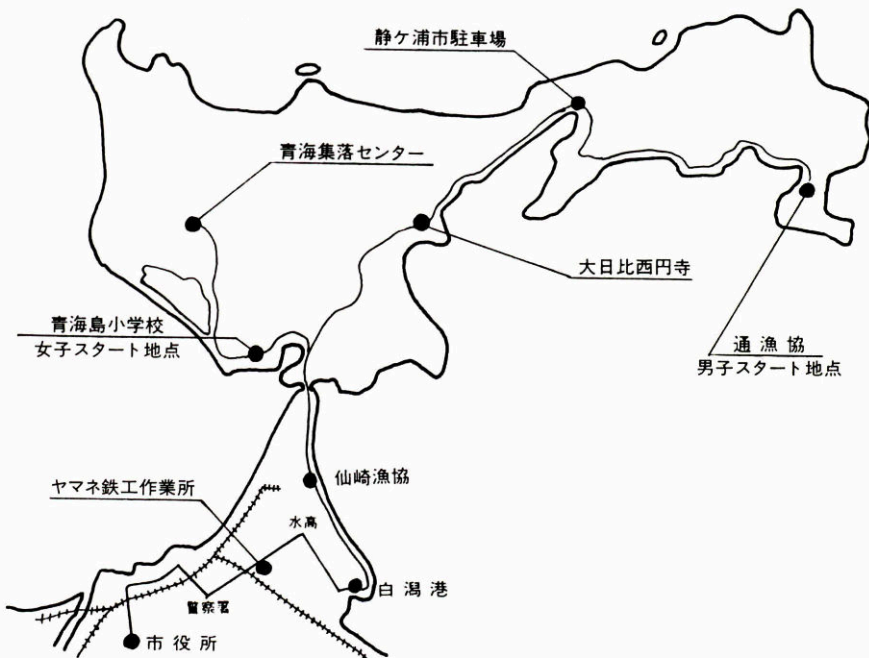 静ケ浦市駐車場
青海集落センター
大日比西円寺
青海島小学校
女子スタート地点
通漁協
男子スタート地点
仙崎漁協
ヤマネ鉄工作業所
水高
白潟港
警察署
市役所